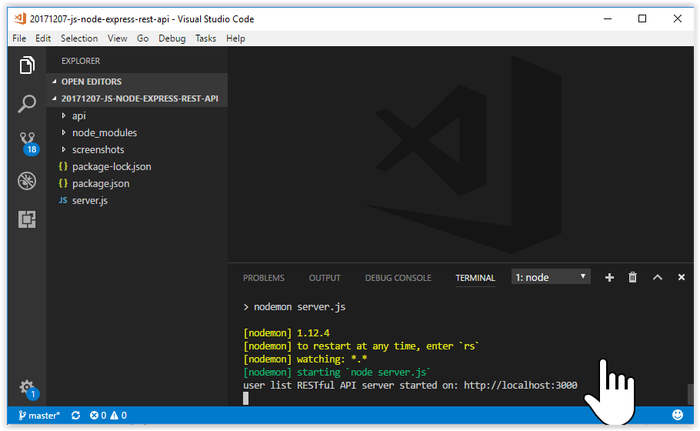 20171207-js-node-express-rest-api - Visual Studio Code
File Edit Selection View Go Debug Tasks Help
EXPLORER
OPEN EDITORS
20171207-JS-NODE-EXPRESS-REST-API
api
node_modules
screenshots
{} package-lock.json
{} package.json
JS server.js
18
1
PROBLEMS OUTPUT DEBUG CONSOLE TERMINAL 1: node
> nodemon server.js
[nodemon] 1.12.4
[nodemon] to restart at any time, enter `rs`
[nodemon] watching: *.*
[nodemon] starting `node server.js`
user list RESTful API server started on: http://localhost:3000
master* 0 0